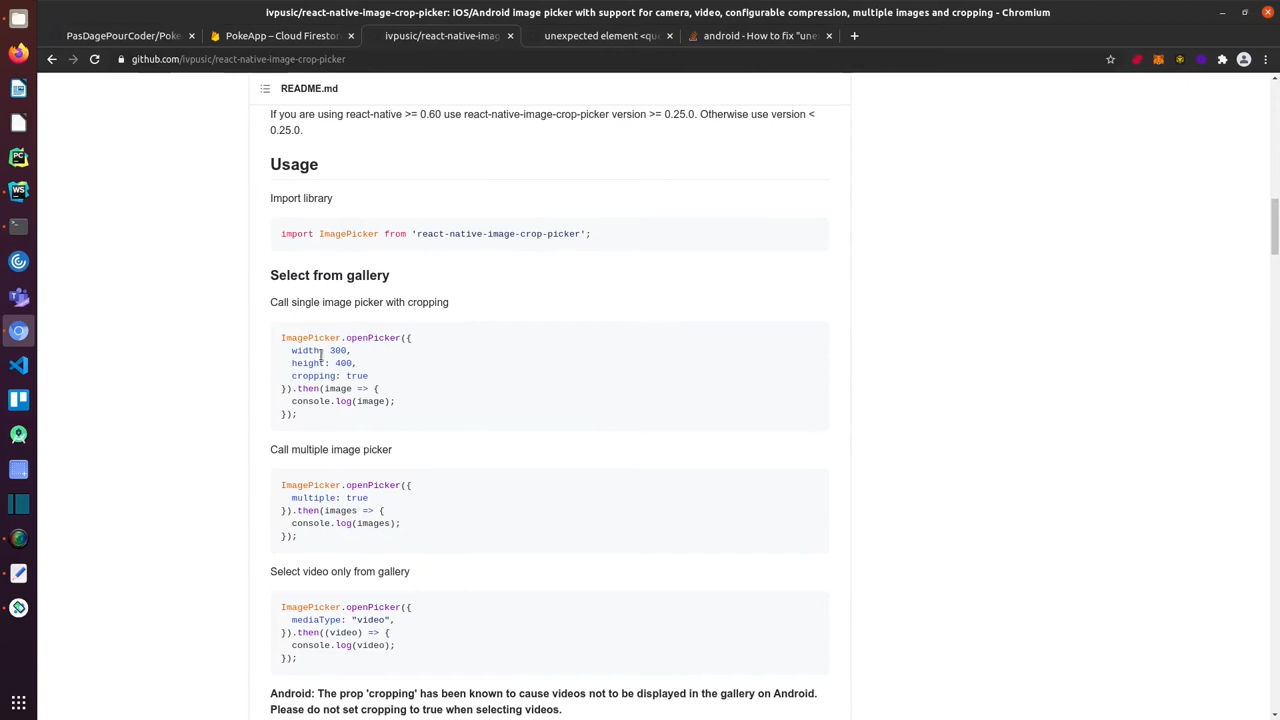 ivpusic/react-native-image-crop-picker: iOS/Android image picker with support for camera, video, configurable compression, multiple images and cropping - Chromium
PasDagePourCoder/Poke
PokeApp – Cloud Firestor
ivpusic/react-native-imag
unexpected element <que
android - How to fix "une
github.com/ivpusic/react-native-image-crop-picker
README.md
If you are using react-native >= 0.60 use react-native-image-crop-picker version >= 0.25.0. Otherwise use version <
0.25.0.
Usage
Import library
import ImagePicker from 'react-native-image-crop-picker';
Select from gallery
Call single image picker with cropping
ImagePicker.openPicker({
width: 300,
height: 400,
cropping: true
}).then(image => {
console.log(image);
});
Call multiple image picker
ImagePicker.openPicker({
multiple: true
}).then(images => {
console.log(images);
});
Select video only from gallery
ImagePicker.openPicker({
mediaType: "video",
}).then((video) => {
console.log(video);
});
Android: The prop 'cropping' has been known to cause videos not to be displayed in the gallery on Android.
Please do not set cropping to true when selecting videos.
PC
WS